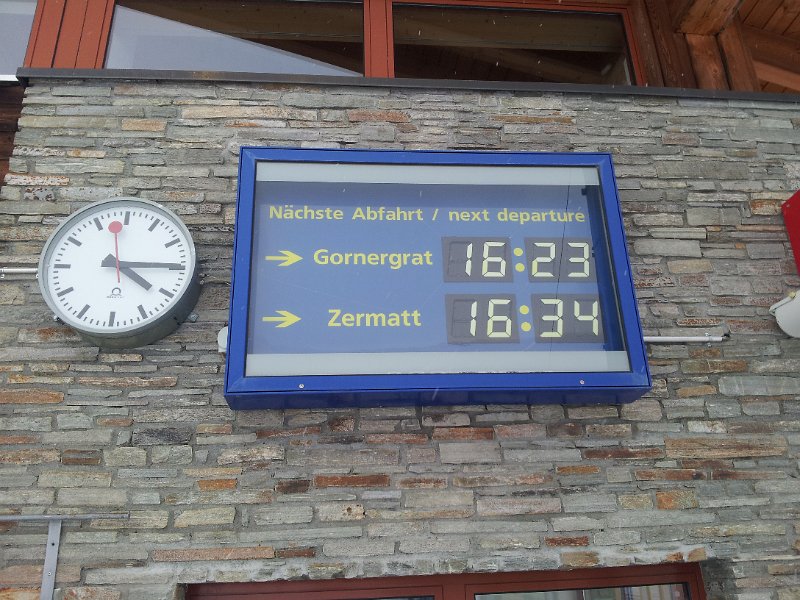 Nächste Abfahrt / next departure
Gornergrat 16:23
Zermatt 16:34